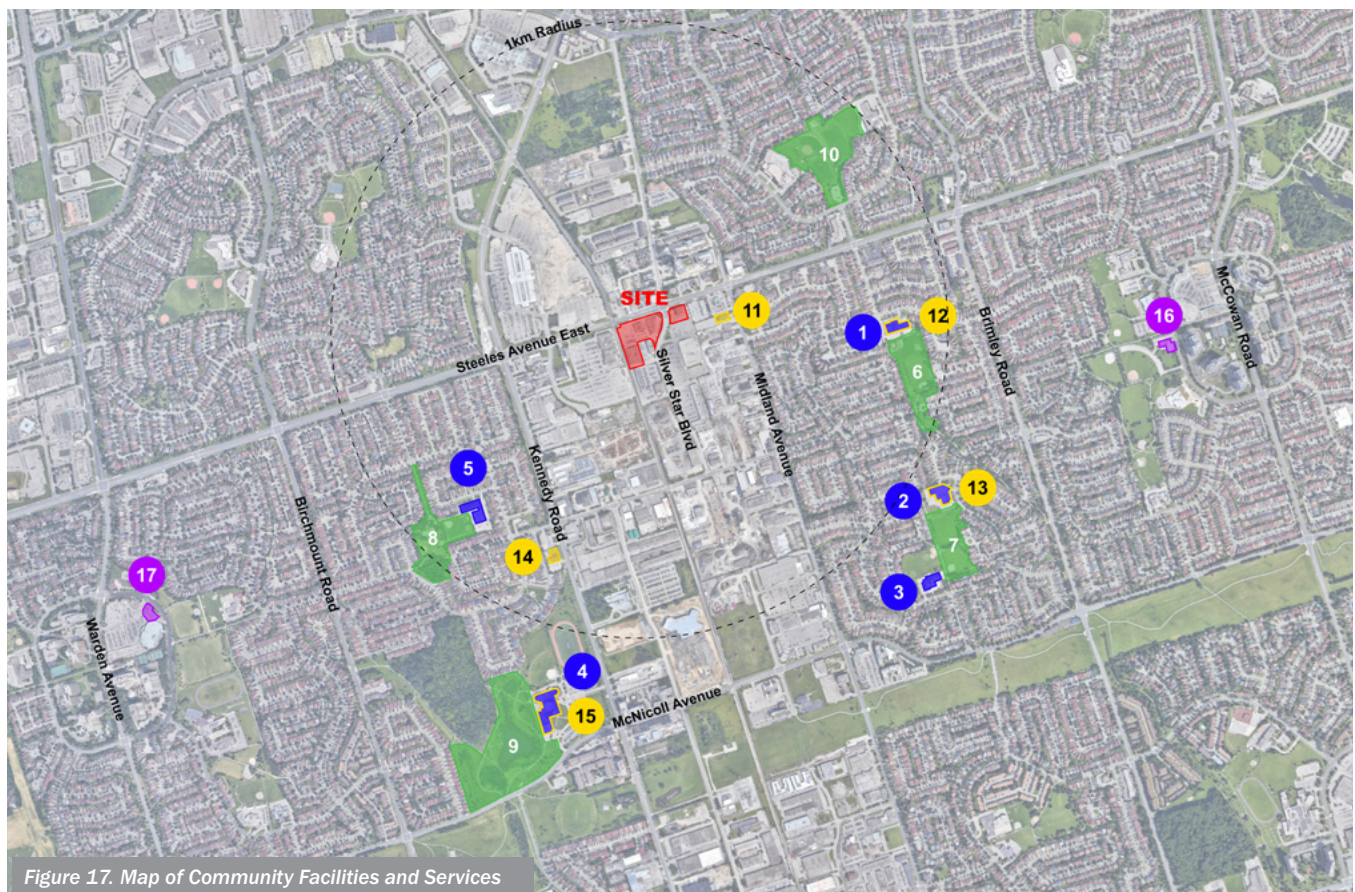 1km Radius
10
SITE
11
1
12
Steeles Avenue East
Silver Star Blvd
Midland Avenue
6
Brimley Road
16
McCowan Road
5
Kennedy Road
2
13
8
14
7
Birchmount Road
17
3
Warden Avenue
4
15
McNicoll Avenue
9
Figure 17. Map of Community Facilities and Services